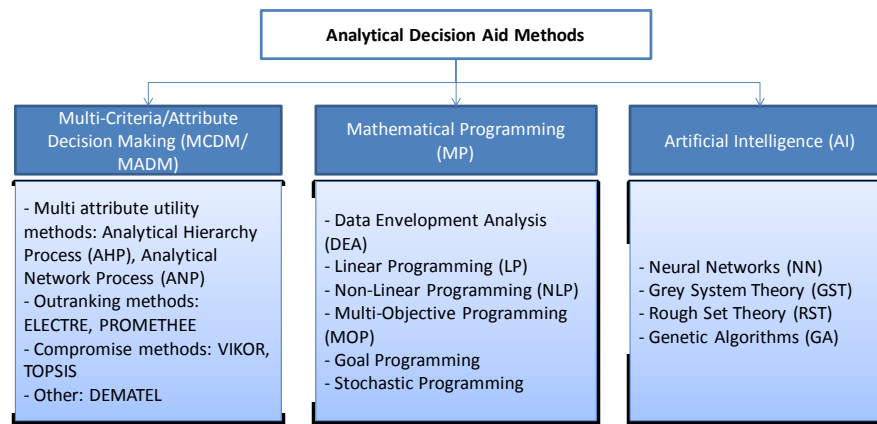 Analytical Decision Aid Methods
Multi-Criteria/Attribute
Decision Making (MCDM/
MADM)
- Multi attribute utility
methods: Analytical Hierarchy
Process (AHP), Analytical
Network Process (ANP)
- Outranking methods:
ELECTRE, PROMETHEE
- Compromise methods: VIKOR,
TOPSIS
- Other: DEMATEL
Mathematical Programming
(MP)
- Data Envelopment Analysis
(DEA)
- Linear Programming (LP)
- Non-Linear Programming (NLP)
- Multi-Objective Programming
(MOP)
- Goal Programming
- Stochastic Programming
Artificial Intelligence (AI)
- Neural Networks (NN)
- Grey System Theory (GST)
- Rough Set Theory (RST)
- Genetic Algorithms (GA)